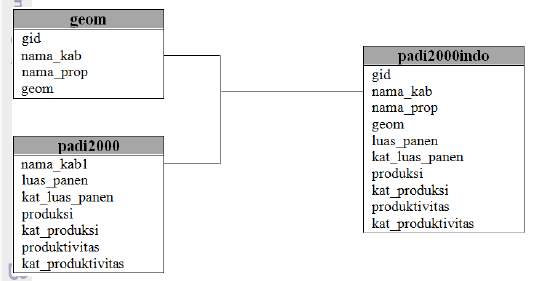 geom
gid
nama_kab
nama_prop
geom
padi2000
nama_kab1
luas_panen
kat_luas_panen
produksi
kat_produksi
produktivitas
kat_produktivitas
padi2000indo
gid
nama_kab
nama_prop
geom
luas_panen
kat_luas_panen
produksi
kat_produksi
produktivitas
kat_produktivitas